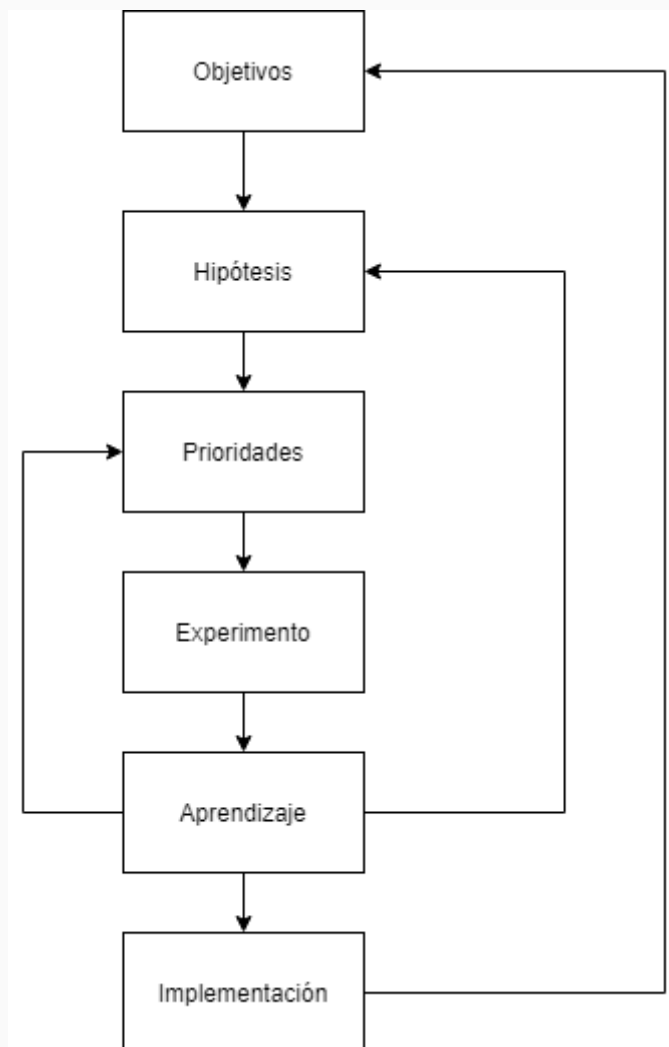 Objetivos
Hipótesis
Prioridades
Experimento
Aprendizaje
Implementación